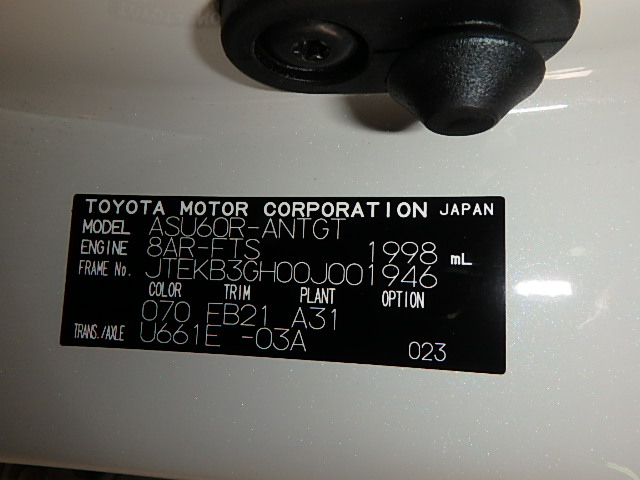 TOYOTA MOTOR CORPORATION JAPAN
MODEL ASU60R-ANTGT
ENGINE 8AR-FTS 1998 mL
FRAME No. JTEKB3GH00J001946
COLOR TRIM PLANT OPTION
070 EB21 A31
TRANS./AXLE U661E -03A
023